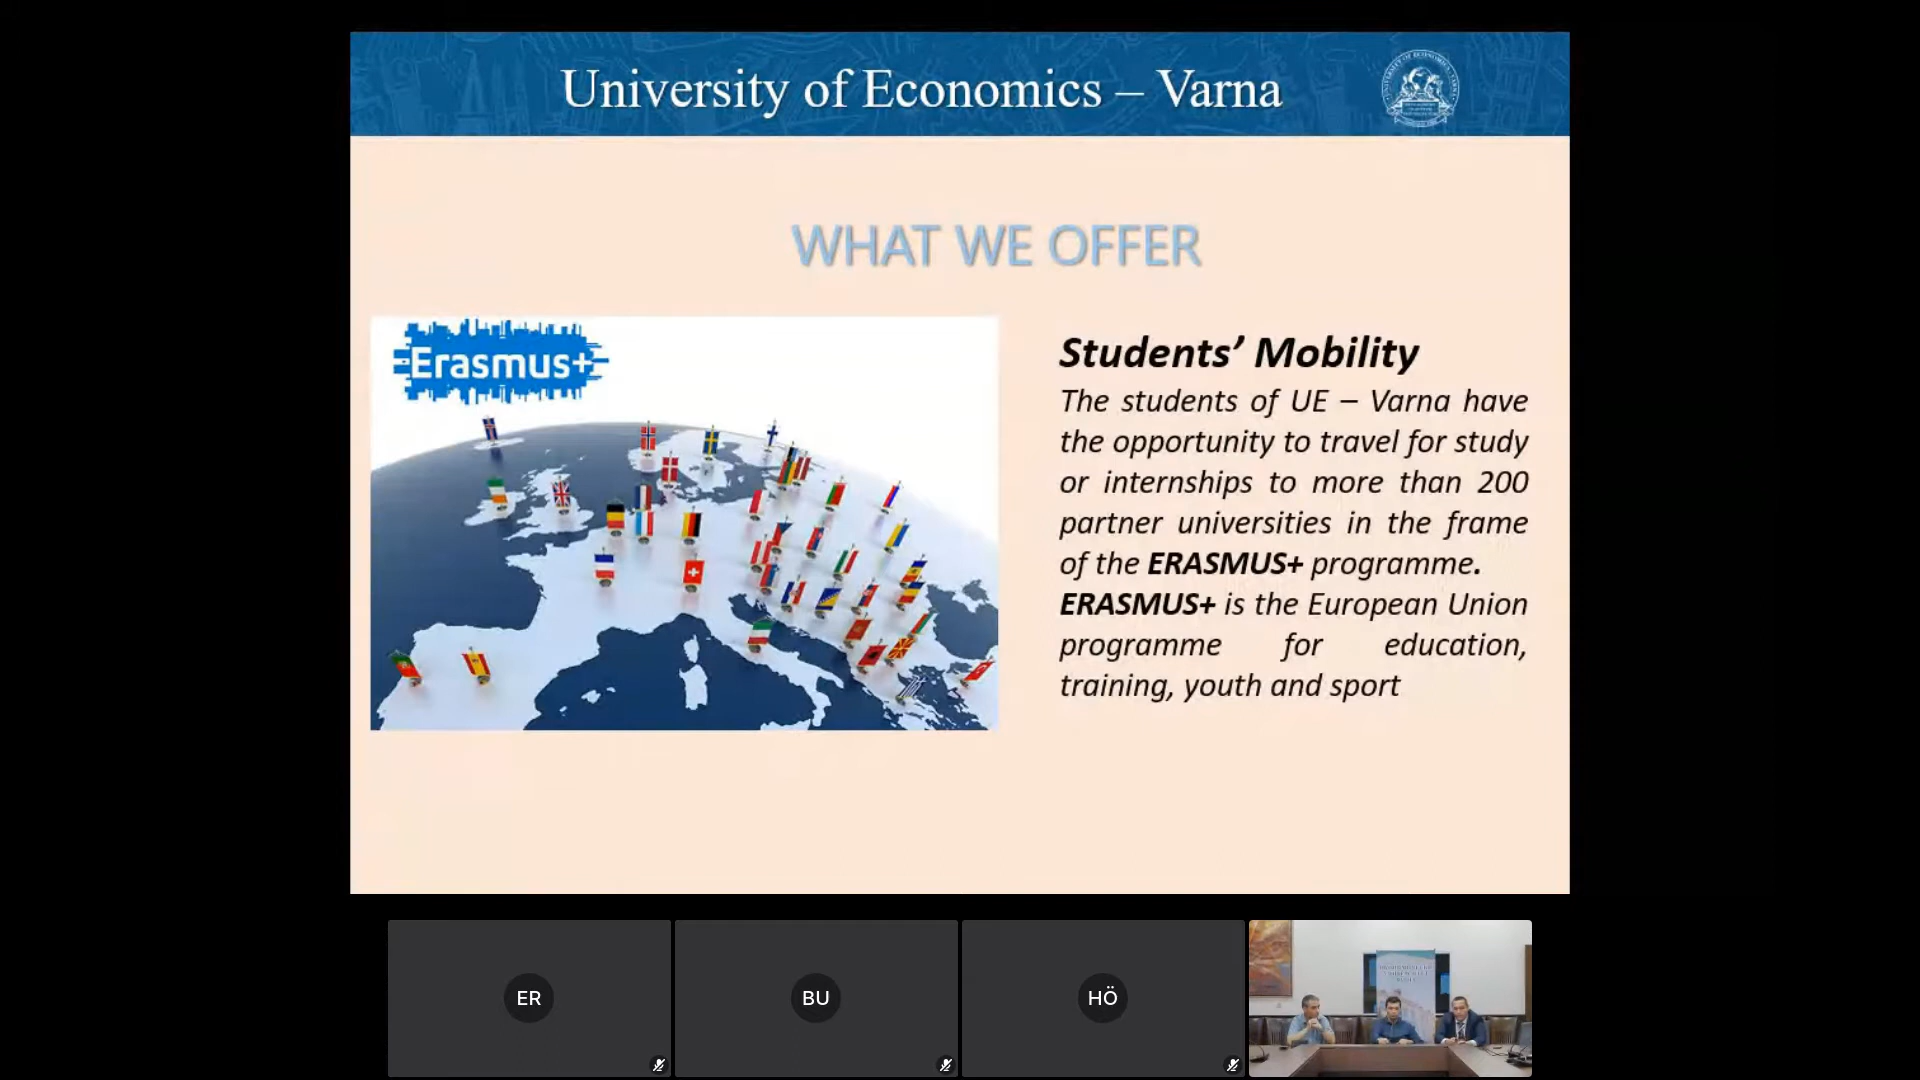 University of Economics – Varna
WHAT WE OFFER
Erasmus+
Students’ Mobility
The students of UE – Varna have
the opportunity to travel for study
or internships to more than 200
partner universities in the frame
of the ERASMUS+ programme.
ERASMUS+ is the European Union
programme for education,
training, youth and sport
ER
BU
HÖ